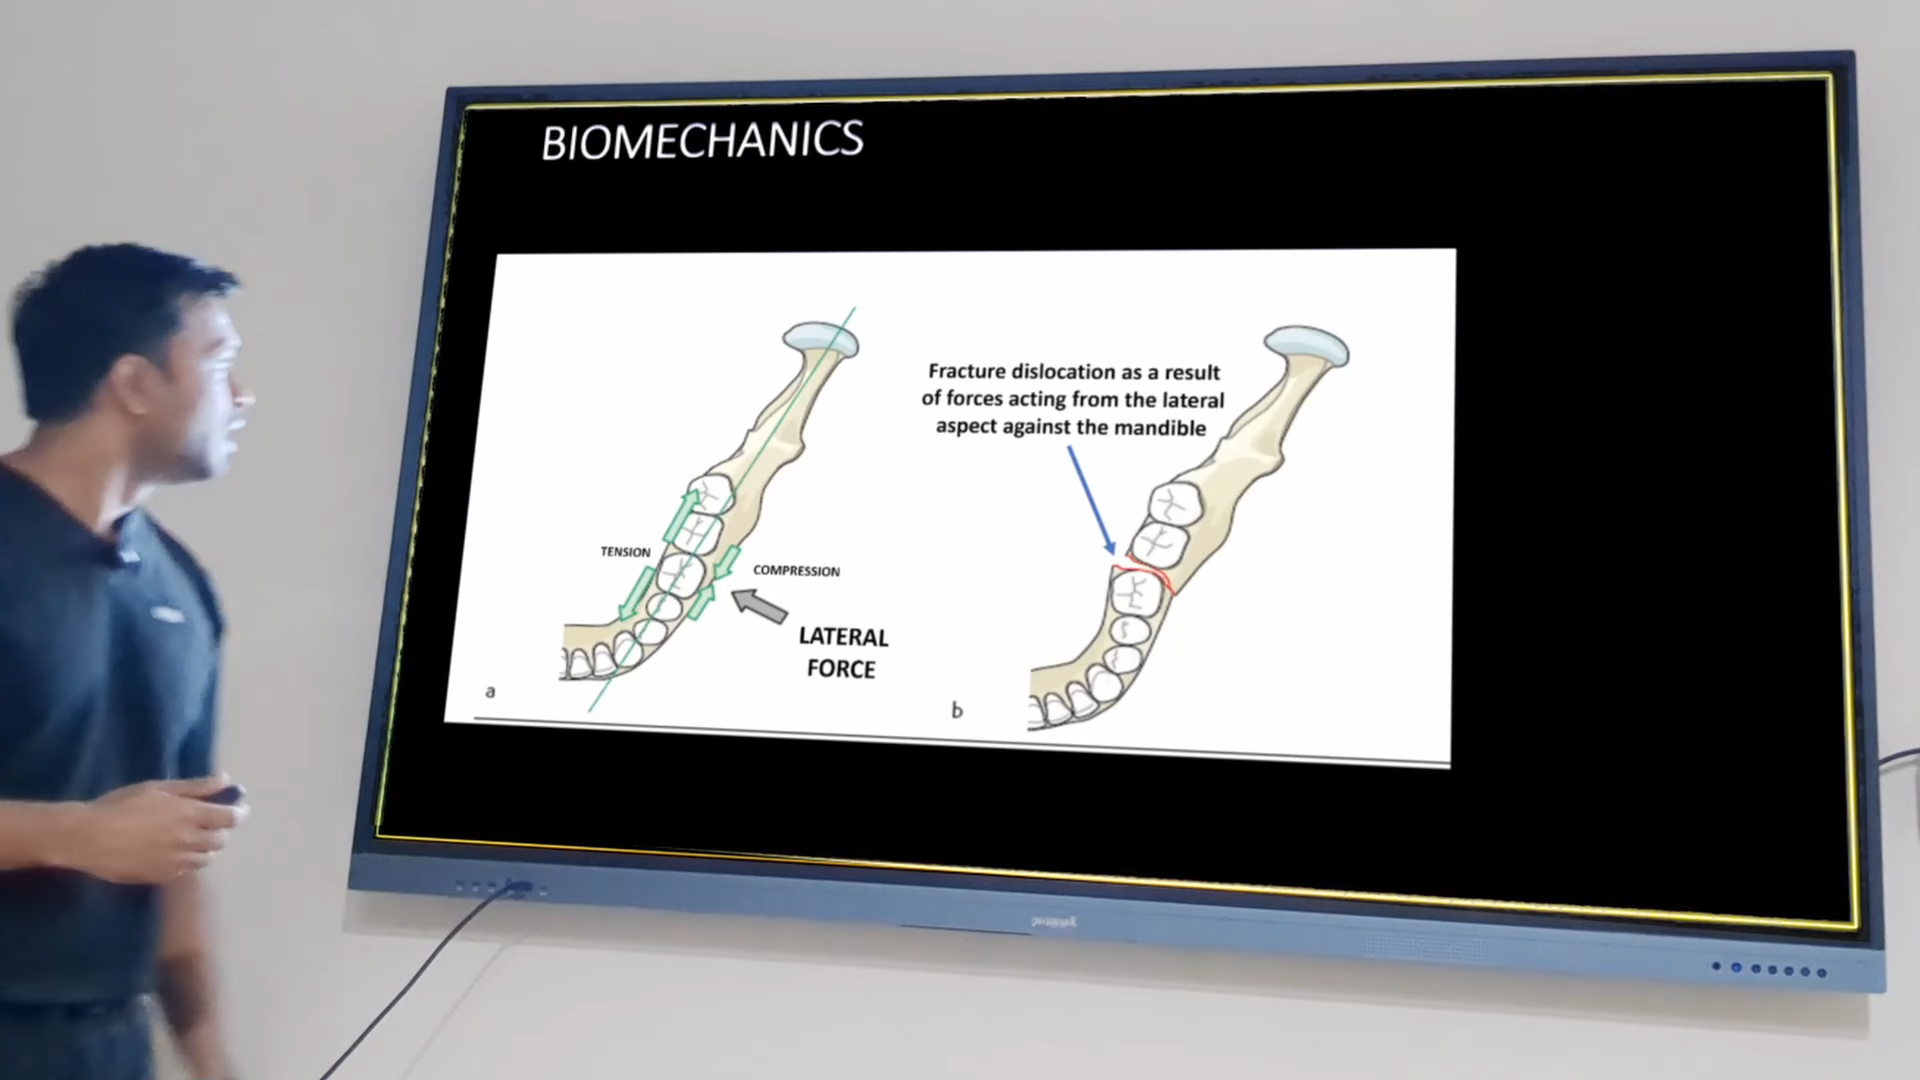 BIOMECHANICS
Fracture dislocation as a result
of forces acting from the lateral
aspect against the mandible
TENSION
COMPRESSION
LATERAL
FORCE
a
b